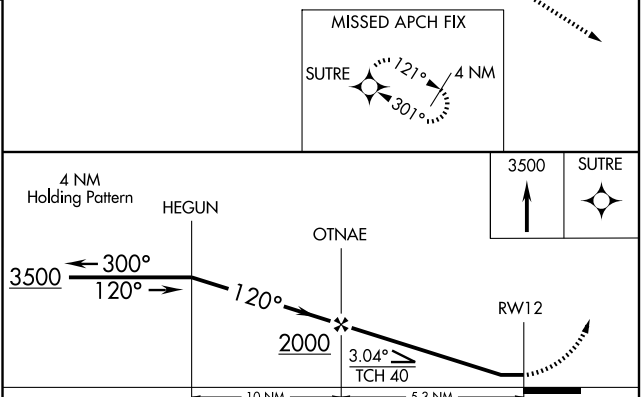 MISSED APCH FIX
SUTRE
121°
4 NM
301°
3500
SUTRE
4 NM
Holding Pattern
HEGUN
OTNAE
300°
3500
120°
120°
RW12
2000
3.04°
TCH 40
10 NM
5.3 NM